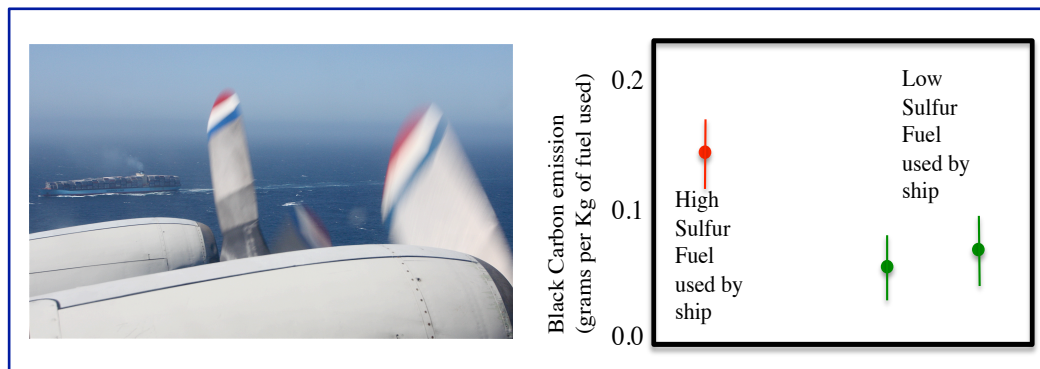 Black Carbon emission
(grams per Kg of fuel used)
0.2
0.1
0.0
High
Sulfur
Fuel
used by
ship
Low
Sulfur
Fuel
used by
ship